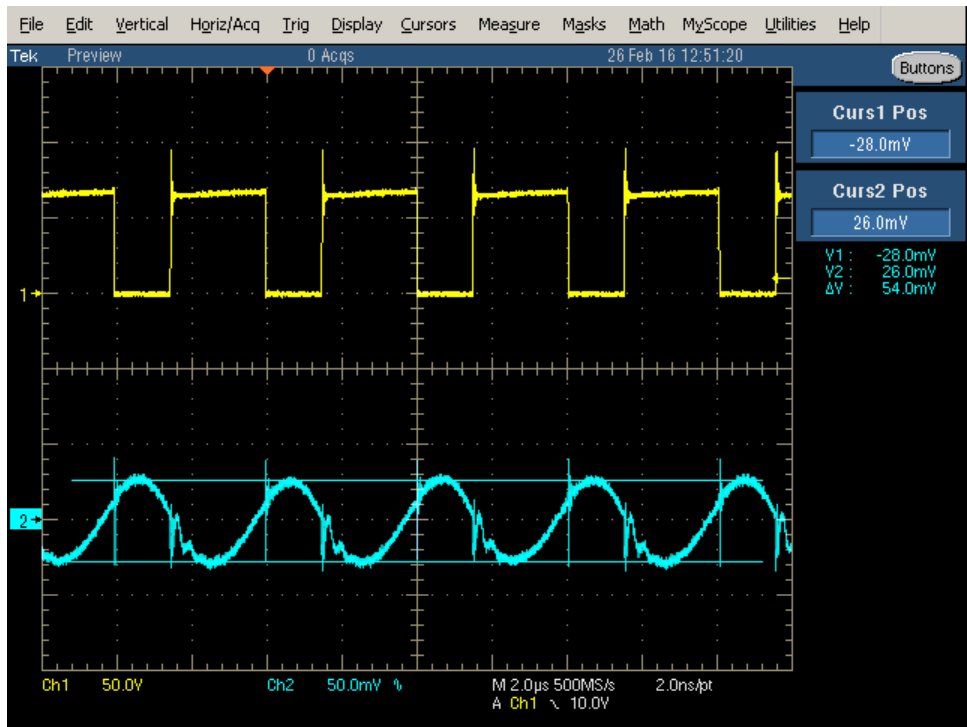 File Edit Vertical Horiz/Acq Trig Display Cursors Measure Masks Math MyScope Utilities Help
Tek Preview 0 Acqs 26 Feb 16 12:51:20
Buttons
Curs1 Pos
-28.0mV
Curs2 Pos
26.0mV
V1 : -28.0mV
V2 : 26.0mV
ΔV : 54.0mV
1
2
Ch1 50.0V Ch2 50.0mV M 2.0µs 500MS/s 2.0ns/pt
A Ch1 10.0V